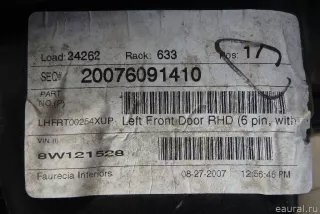 Load: 24262 Rack: 633 Pos: 17
SEQ# 20076091410
PART
NO (P)
LHFRT00254XUP Left Front Door RHD (6 pin, with
VIN #
8W121528
Faurecia Interiors 08-27-2007 12:56:46 PM
eaural.ru